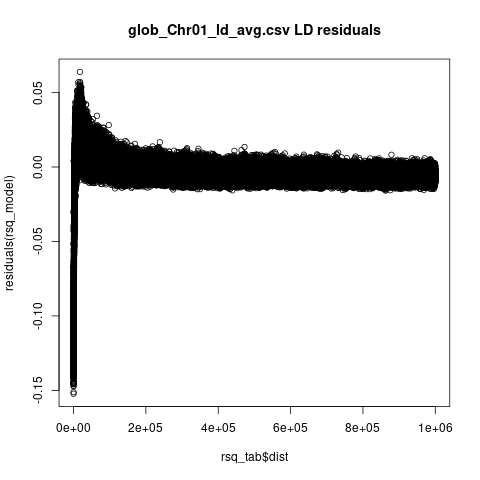 glob_Chr01_ld_avg.csv LD residuals
residuals(rsq_model)
0.05
0.00
-0.05
-0.10
-0.15
0e+00 2e+05 4e+05 6e+05 8e+05 1e+06
rsq_tab$dist